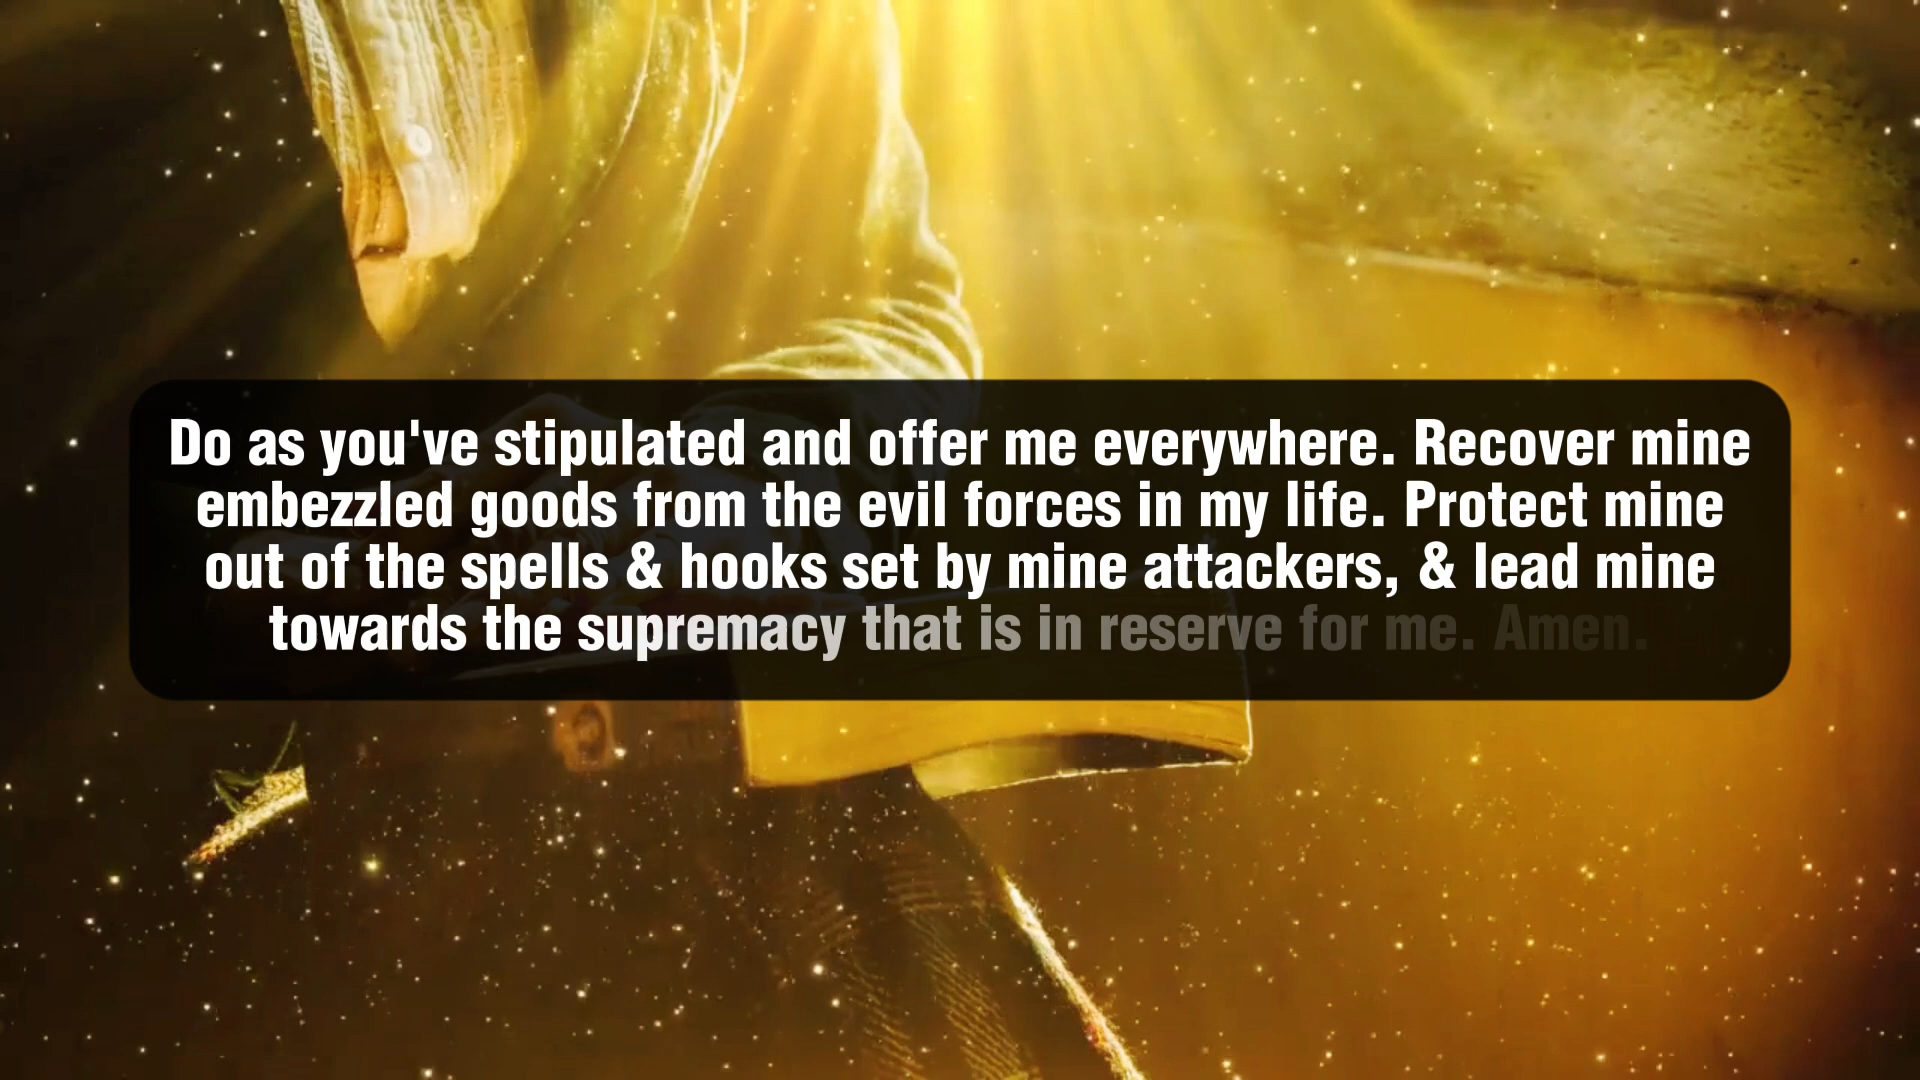 Do as you've stipulated and offer me everywhere. Recover mine
embezzled goods from the evil forces in my life. Protect mine
out of the spells & hooks set by mine attackers, & lead mine
towards the supremacy that is in reserve for me. Amen.